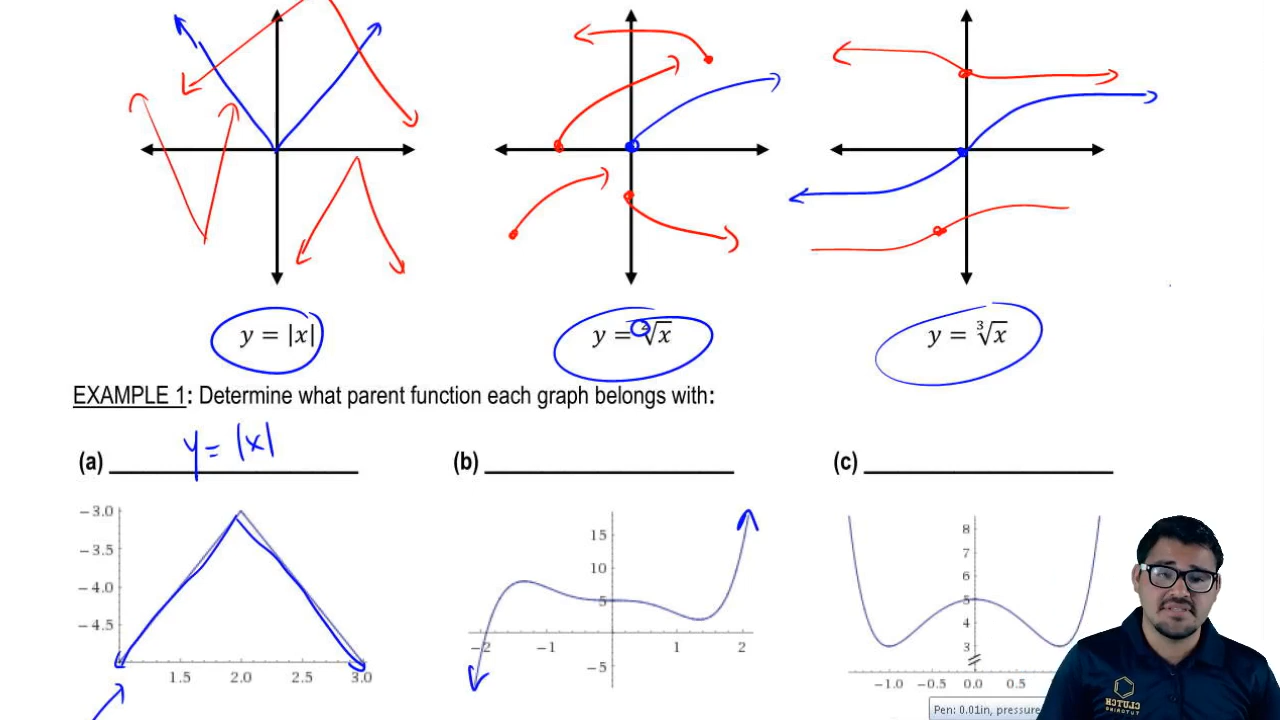 y = |x|
y = ²√x
y = ³√x
EXAMPLE 1: Determine what parent function each graph belongs with:
y = |x|
(a) (b) (c)
−3.0
−3.5
−4.0
−4.5
1.5 2.0 2.5 3.0
15
10
5
−5
−2 −1 1 2
8
7
6
5
4
3
−1.0 −0.5 0.0 0.5
Pen: 0.01in, pressure
CLUTCH
TUTORING